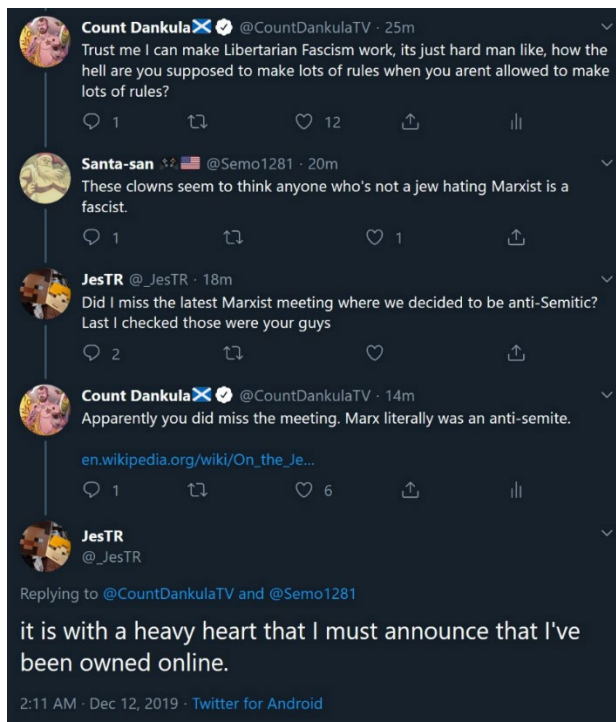 Count Dankula🏴󠁧󠁢󠁳󠁣󠁴󠁿 @CountDankulaTV · 25m
Trust me I can make Libertarian Fascism work, its just hard man like, how the
hell are you supposed to make lots of rules when you arent allowed to make
lots of rules?
1 12
Santa-san 🇺🇸 @Semo1281 · 20m
These clowns seem to think anyone who's not a jew hating Marxist is a
fascist.
1 1
JesTR @_JesTR · 18m
Did I miss the latest Marxist meeting where we decided to be anti-Semitic?
Last I checked those were your guys
2
Count Dankula🏴󠁧󠁢󠁳󠁣󠁴󠁿 @CountDankulaTV · 14m
Apparently you did miss the meeting. Marx literally was an anti-semite.
en.wikipedia.org/wiki/On_the_Je...
1 6
JesTR
@_JesTR
Replying to @CountDankulaTV and @Semo1281
it is with a heavy heart that I must announce that I've
been owned online.
2:11 AM · Dec 12, 2019 · Twitter for Android